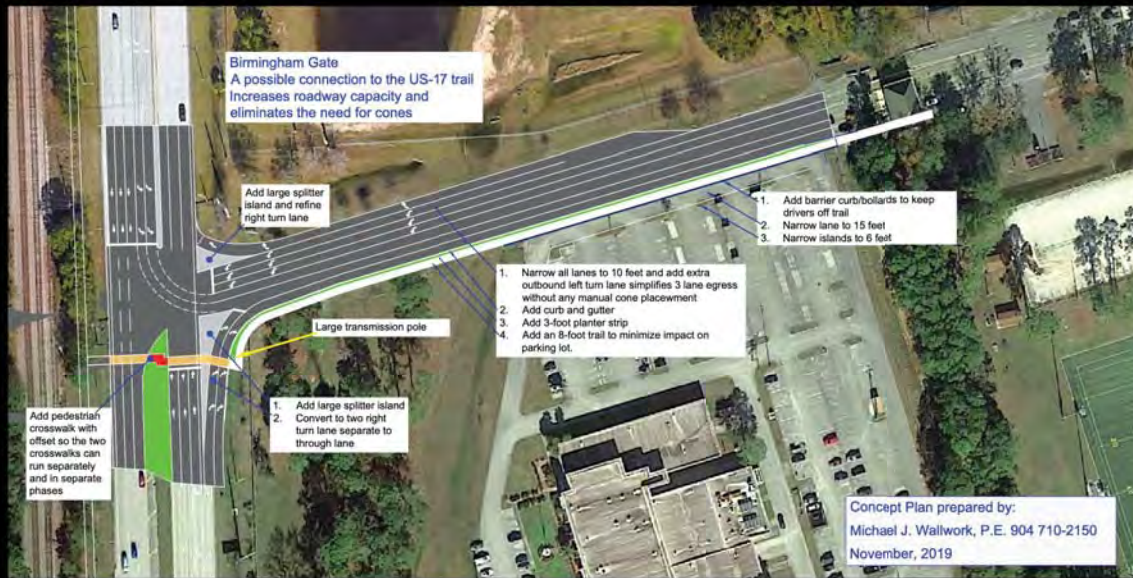 Birmingham Gate
A possible connection to the US-17 trail
Increases roadway capacity and
eliminates the need for cones
Add large splitter
island and refine
right turn lane
1. Add barrier curb/bollards to keep
drivers off trail
2. Narrow lane to 15 feet
3. Narrow islands to 6 feet
1. Narrow all lanes to 10 feet and add extra
outbound left turn lane simplifies 3 lane egress
without any manual cone placewment
2. Add curb and gutter
3. Add 3-foot planter strip
4. Add an 8-foot trail to minimize impact on
parking lot.
Large transmission pole
1. Add large splitter island
2. Convert to two right
turn lane separate to
through lane
Add pedestrian
crosswalk with
offset so the two
crosswalks can
run separately
and in separate
phases
Concept Plan prepared by:
Michael J. Wallwork, P.E. 904 710-2150
November, 2019